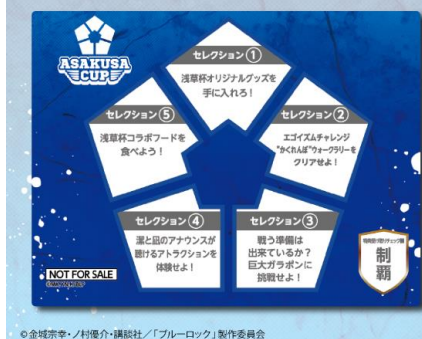 ASAKUSA
CUP
セレクション①
浅草杯オリジナルグッズを
手に入れろ!
セレクション②
エゴイズムチャレンジ
"かくれんぼ"ウォークラリーを
クリアせよ!
セレクション③
戦う準備は
出来ているか?
巨大ガラポンに
挑戦せよ!
セレクション④
潔と凪のアナウンスが
聴けるアトラクションを
体験せよ!
セレクション⑤
浅草杯コラボフードを
食べよう!
制
覇
NOT FOR SALE
©金城宗幸・ノ村優介・講談社/「ブルーロック」製作委員会